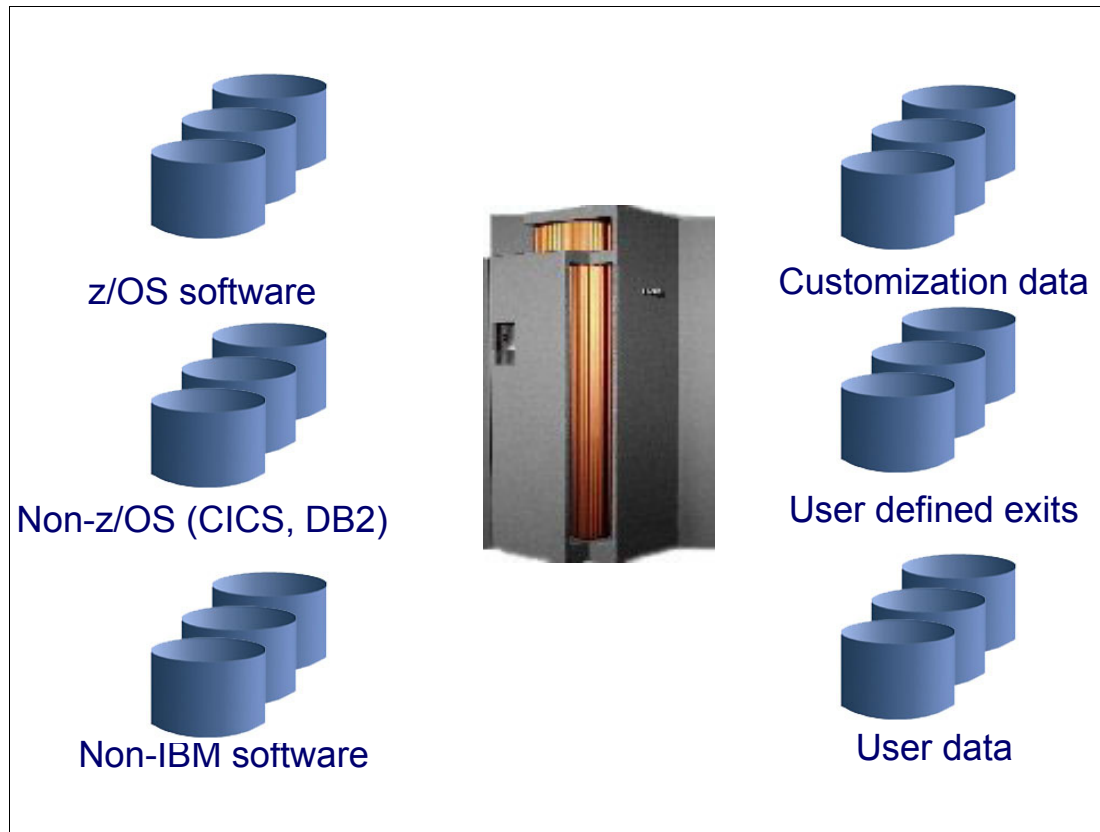 z/OS software
Customization data
Non-z/OS (CICS, DB2)
User defined exits
Non-IBM software
User data